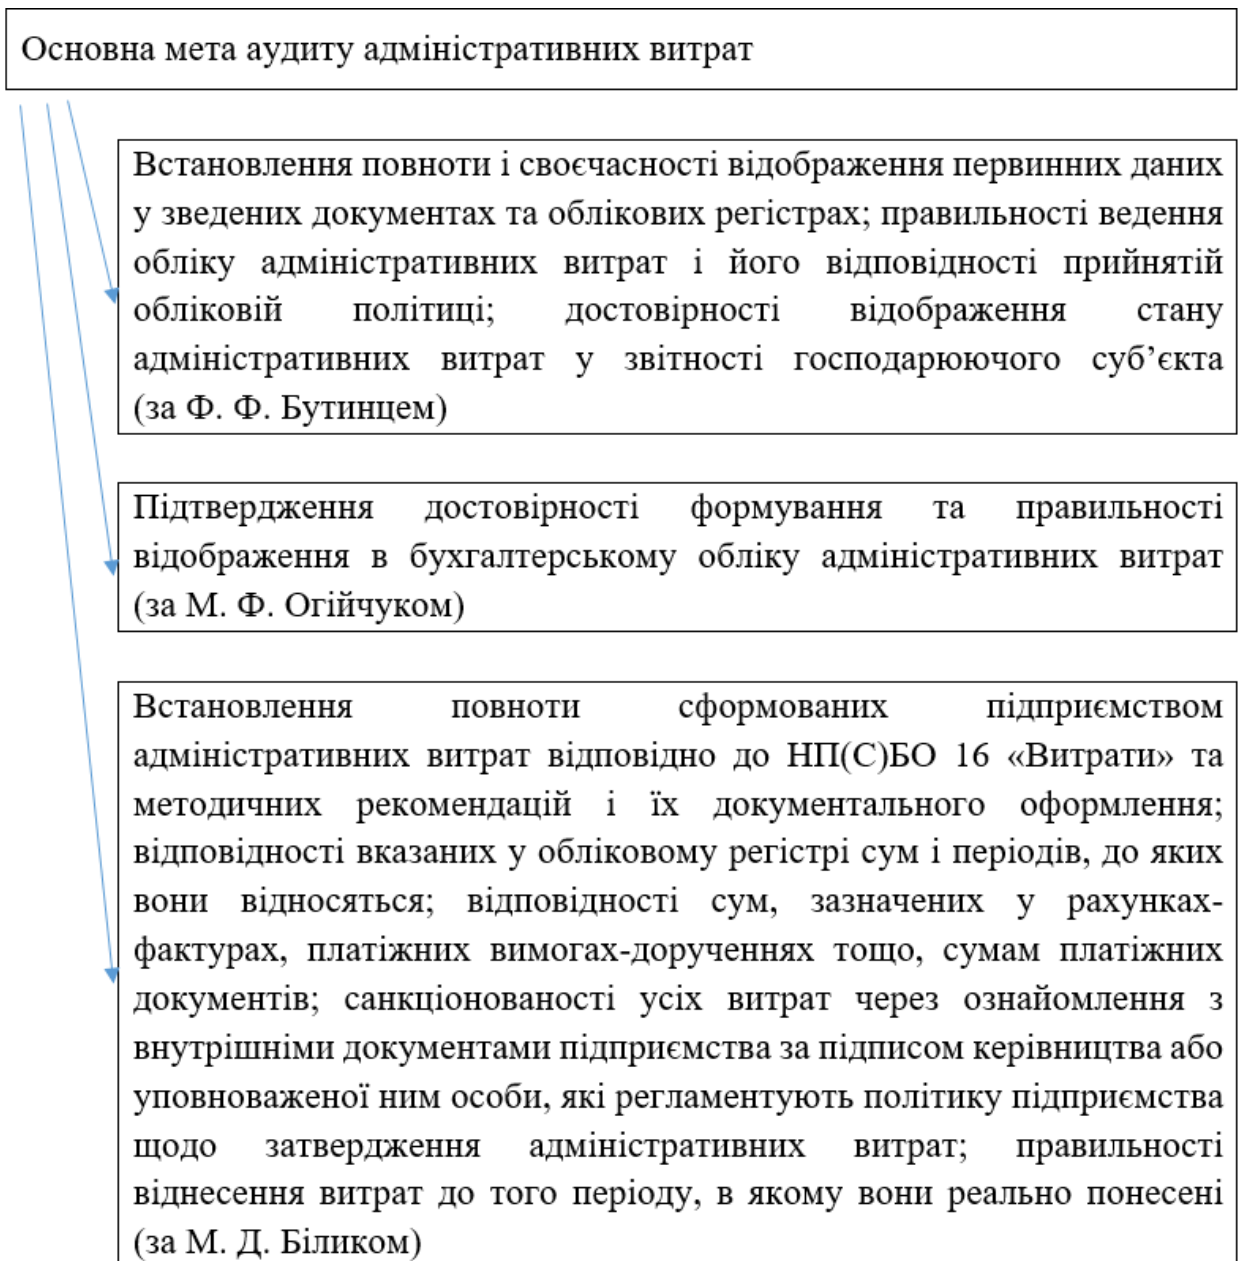 Основна мета аудиту адміністративних витрат
Встановлення повноти і своєчасності відображення первинних даних
у зведених документах та облікових регістрах; правильності ведення
обліку адміністративних витрат і його відповідності прийнятій
обліковій політиці; достовірності відображення стану
адміністративних витрат у звітності господарюючого суб’єкта
(за Ф. Ф. Бутинцем)
Підтвердження достовірності формування та правильності
відображення в бухгалтерському обліку адміністративних витрат
(за М. Ф. Огійчуком)
Встановлення повноти сформованих підприємством
адміністративних витрат відповідно до НП(С)БО 16 «Витрати» та
методичних рекомендацій і їх документального оформлення;
відповідності вказаних у обліковому регістрі сум і періодів, до яких
вони відносяться; відповідності сум, зазначених у рахунках-
фактурах, платіжних вимогах-дорученнях тощо, сумам платіжних
документів; санкціонованості усіх витрат через ознайомлення з
внутрішніми документами підприємства за підписом керівництва або
уповноваженої ним особи, які регламентують політику підприємства
щодо затвердження адміністративних витрат; правильності
віднесення витрат до того періоду, в якому вони реально понесені
(за М. Д. Біликом)